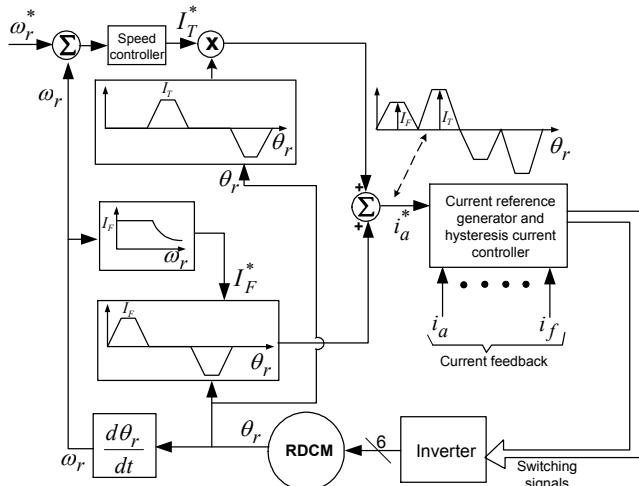 ω_r^*
Σ
Speed
controller
I_T^*
X
ω_r
I_T
θ_r
θ_r
I_F
I_T
θ_r
+
Σ
+
i_a^*
Current reference
generator and
hysteresis current
controller
I_F
ω_r
I_F^*
I_F
θ_r
i_a
i_f
Current feedback
ω_r
dθ_r
dt
θ_r
RDCM
6
Inverter
Switching
signals